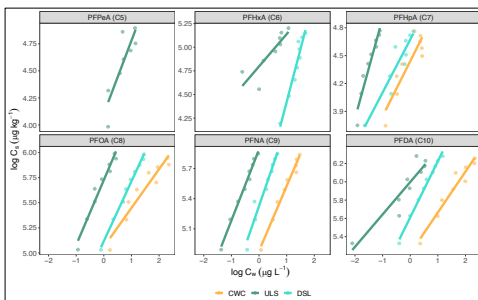 PFPeA (C5)
PFHxA (C6)
PFHpA (C7)
4.75
4.50
4.25
4.00
5.25
5.00
4.75
4.50
4.25
4.8
4.5
4.2
3.9
PFOA (C8)
PFNA (C9)
PFDA (C10)
6.00
5.75
5.50
5.25
5.00
5.7
5.4
5.1
6.2
6.0
5.8
5.6
5.4
-2 -1 0 1 2
-2 -1 0 1 2
-2 -1 0 1 2
log Cs (μg kg⁻¹)
log Cw (μg L⁻¹)
CWC ULS DSL